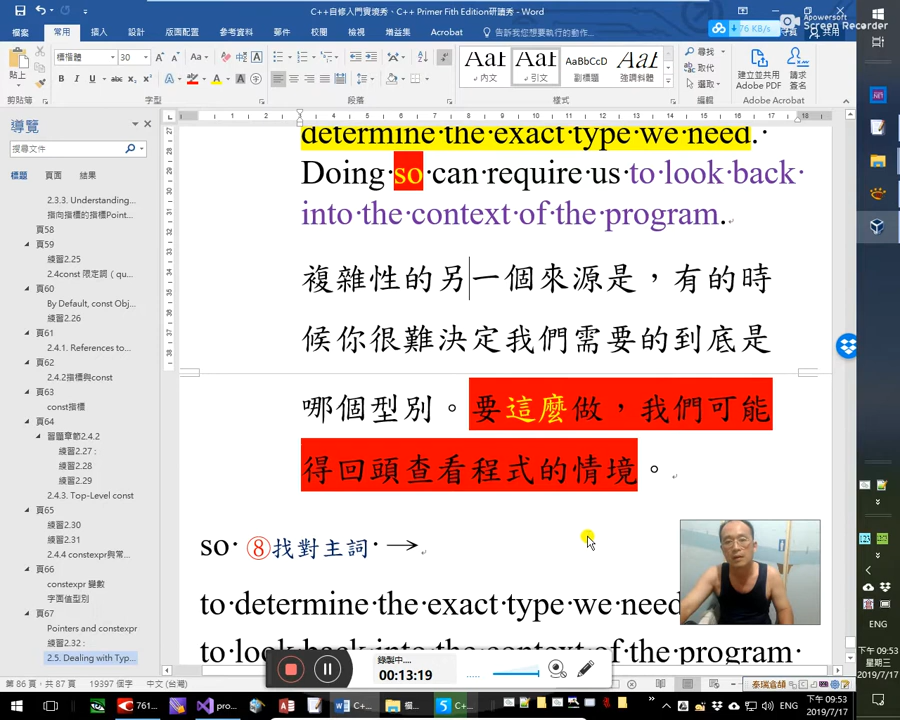 C++自修入門實境秀、C++ Primer Fith Edition研讀秀 - Word
檔案 常用 插入 設計 版面配置 參考資料 郵件 校閱 檢視 增益集 Acrobat 告訴我您想要執行的動作...
76 KB/S
Apowersoft
Screen Recorder
貼上
標楷體 30
AaI AaI AaBbCcD AaI
內文 引文 副標題 強調斜體
尋找
取代
選取
建立並共用
Adobe PDF
請求
簽名
剪貼簿 字型 段落 樣式 編輯 Adobe Acrobat
導覽
搜尋文件
標題 頁面 結果
2.3.3. Understanding...
指向指標的指標Point...
頁58
頁59
練習2.25
2.4const 限定詞（qu...
頁60
By Default, const Obj...
練習2.26
頁61
2.4.1. References to...
頁62
2.4.2指標與const
頁63
const指標
頁64
習題章節2.4.2
練習2.27：
練習2.28
練習2.29
2.4.3. Top-Level const
頁65
練習2.30
練習2.31
2.4.4 constexpr與常...
頁66
constexpr 變數
字面值型別
頁67
Pointers and constexpr
練習2.32：
2.5. Dealing with Typ...
determine the exact type we need.
Doing so can require us to look back
into the context of the program.
複雜性的另一個來源是，有的時
候你很難決定我們需要的到底是
哪個型別。要這麼做，我們可能
得回頭查看程式的情境。
so ⑧找對主詞 →
to determine the exact type we need
to look back into the context of the program
錄製中....
00:13:19
第 86 頁，共 87 頁 19397 個字 中文 (台灣)
泰瑞翕頡
ENG
下午 09:53
星期三
2019/7/17
761...
pro...
C+...
檔...
C+...
ENG
下午 09:53
2019/7/17